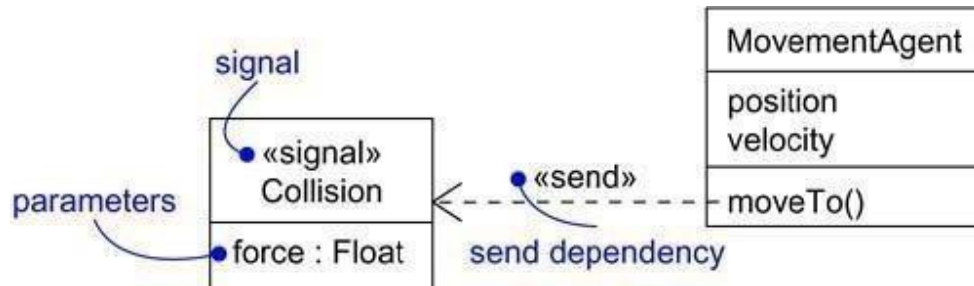 signal
MovementAgent
position
velocity
«signal»
Collision
«send»
parameters
moveTo()
force : Float
send dependency